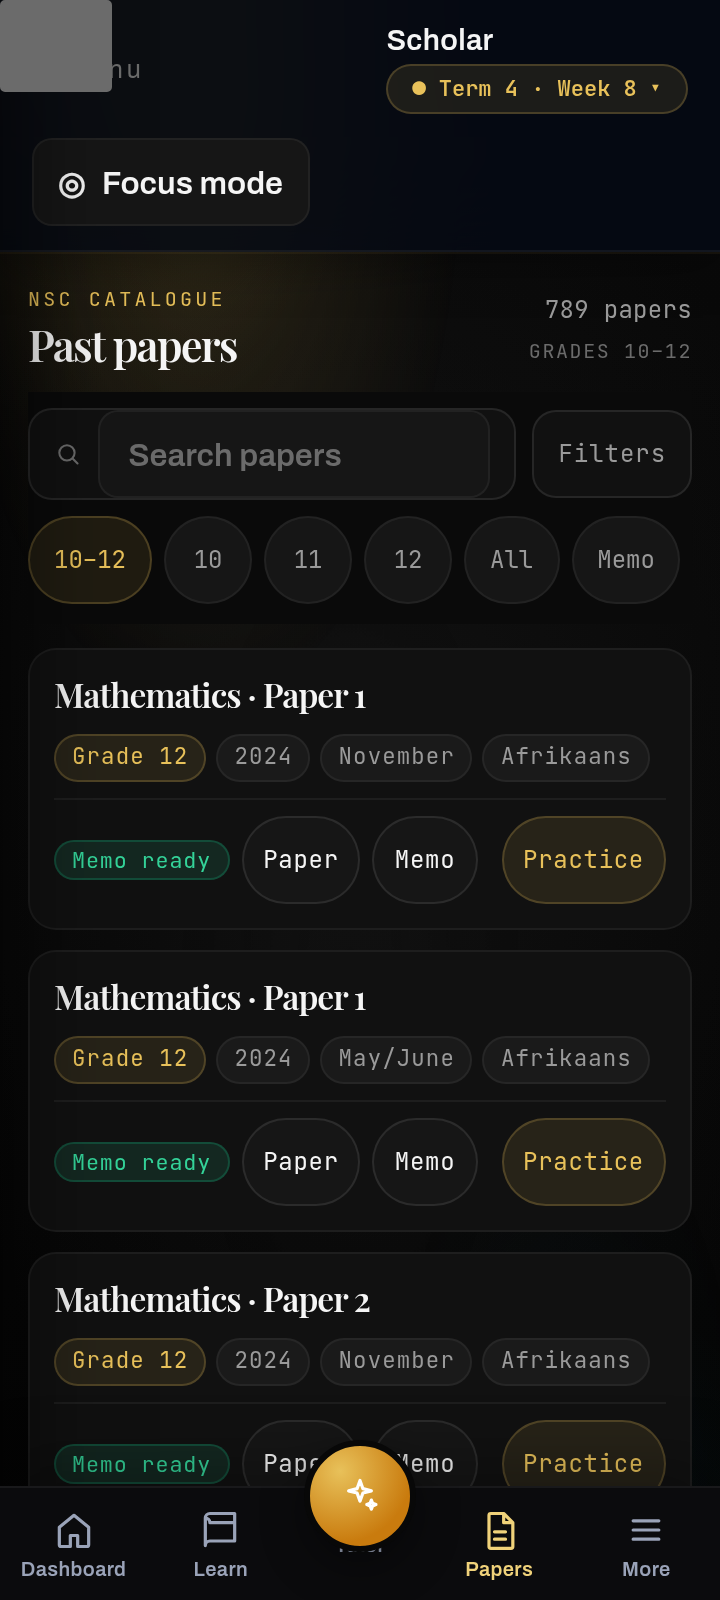 Scholar
Term 4 · Week 8 ▾
Focus mode
NSC CATALOGUE
789 papers
Past papers
GRADES 10–12
Search papers
Filters
10–12 10 11 12 All Memo
Mathematics · Paper 1
Grade 12 2024 November Afrikaans
Memo ready Paper Memo Practice
Mathematics · Paper 1
Grade 12 2024 May/June Afrikaans
Memo ready Paper Memo Practice
Mathematics · Paper 2
Grade 12 2024 November Afrikaans
Memo ready Paper Memo Practice
Dashboard Learn Papers More